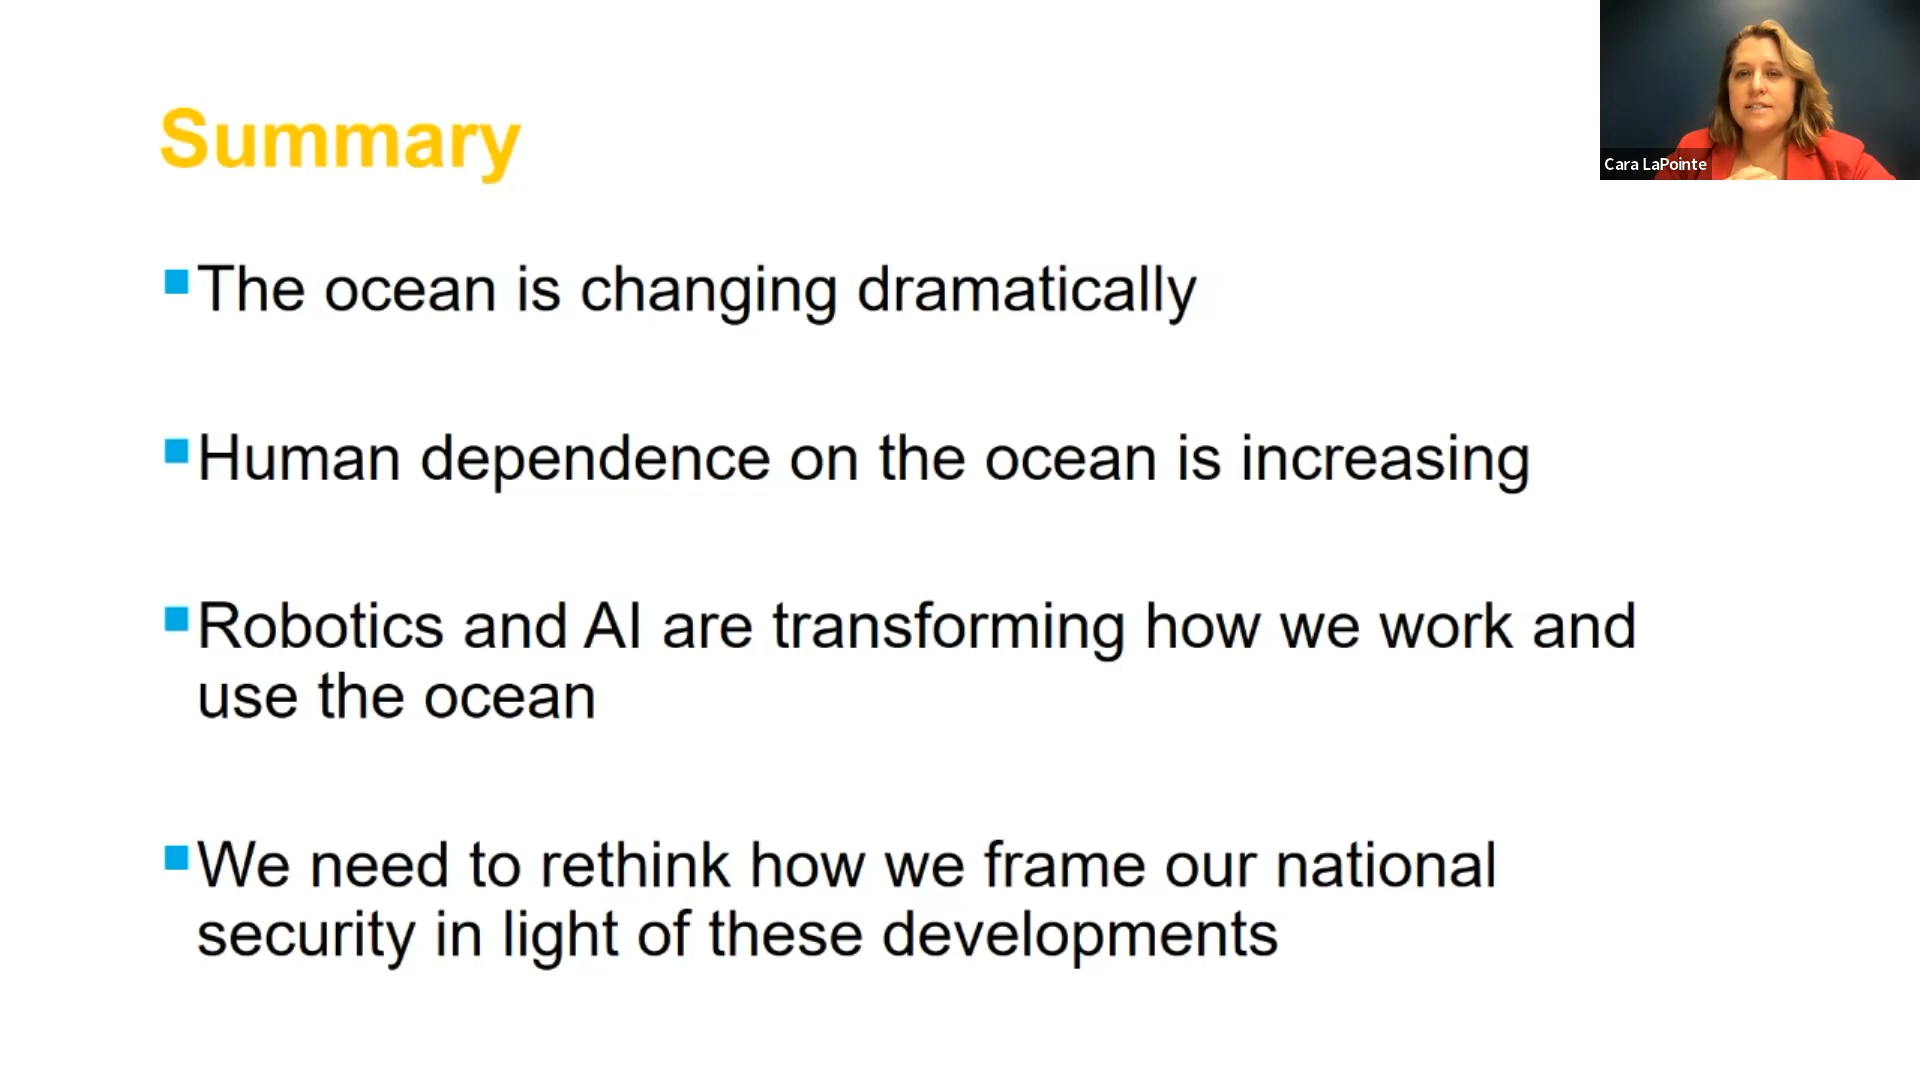 Summary
Cara LaPointe
The ocean is changing dramatically
Human dependence on the ocean is increasing
Robotics and AI are transforming how we work and
use the ocean
We need to rethink how we frame our national
security in light of these developments